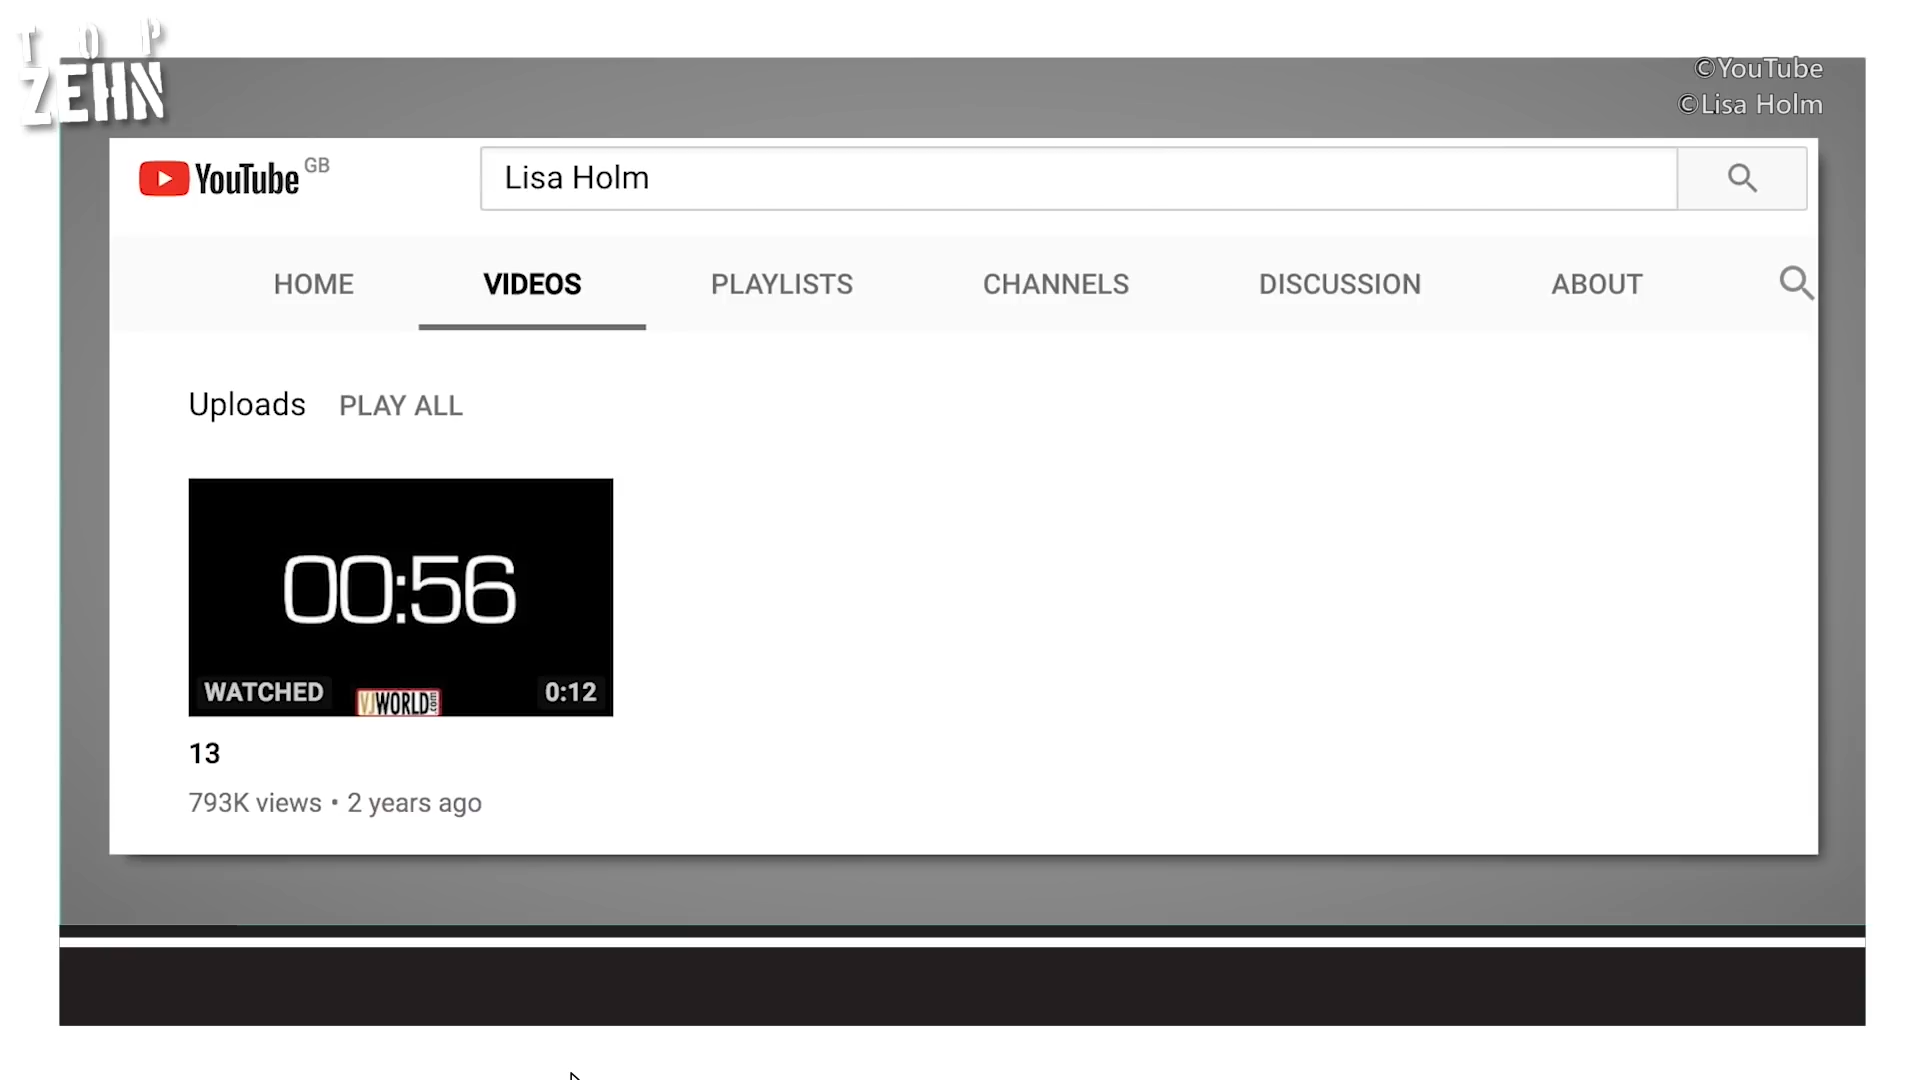 TOP
ZEHN
©YouTube
©Lisa Holm
YouTube GB
Lisa Holm
HOME
VIDEOS
PLAYLISTS
CHANNELS
DISCUSSION
ABOUT
Uploads
PLAY ALL
00:56
WATCHED
VJWORLD.com
0:12
13
793K views • 2 years ago